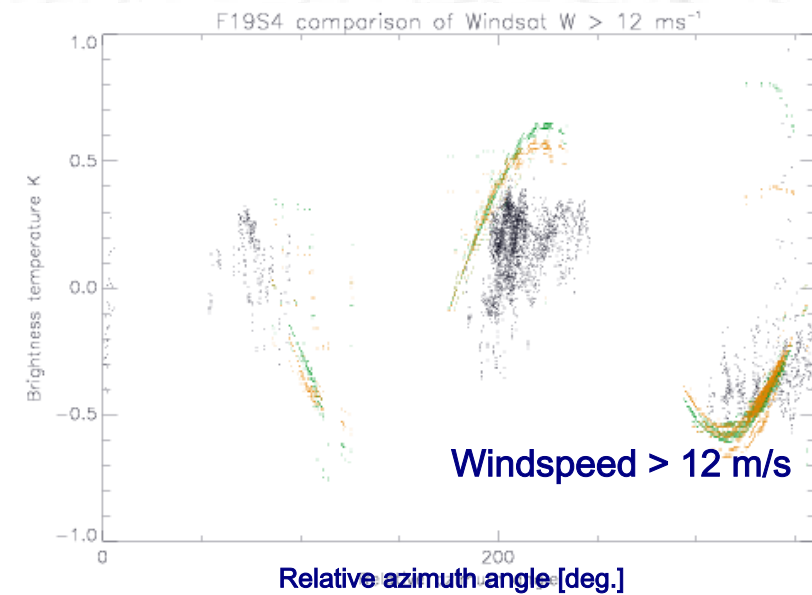 F19S4 comparison of Windsat W > 12 ms⁻¹
1.0
0.5
0.0
−0.5
−1.0
Brightness temperature K
Windspeed > 12 m/s
0
200
Relative azimuth angle [deg.]